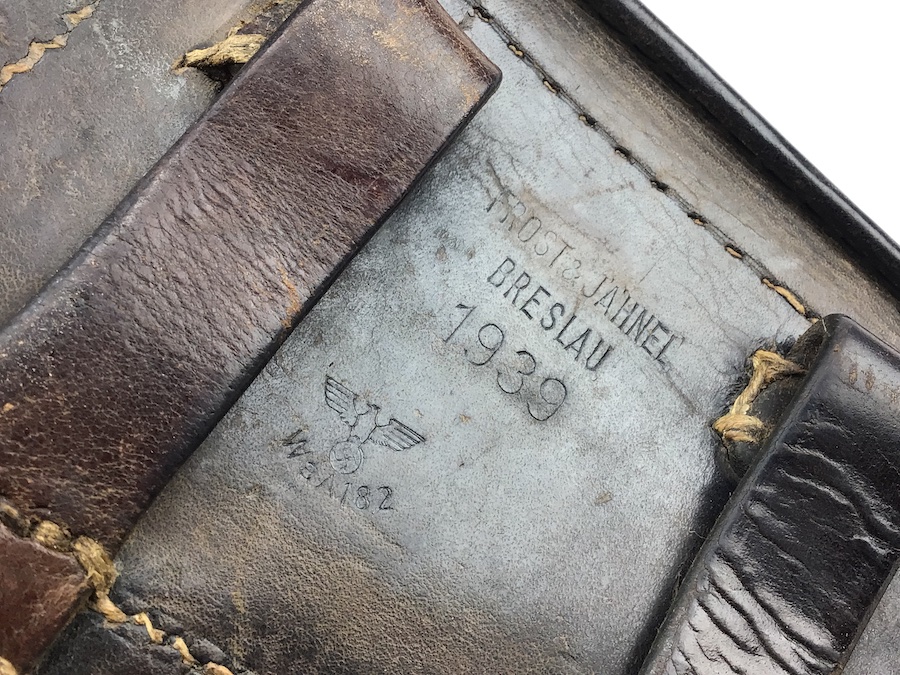 FROST & JAHNEL
BRESLAU
1939
WaA182